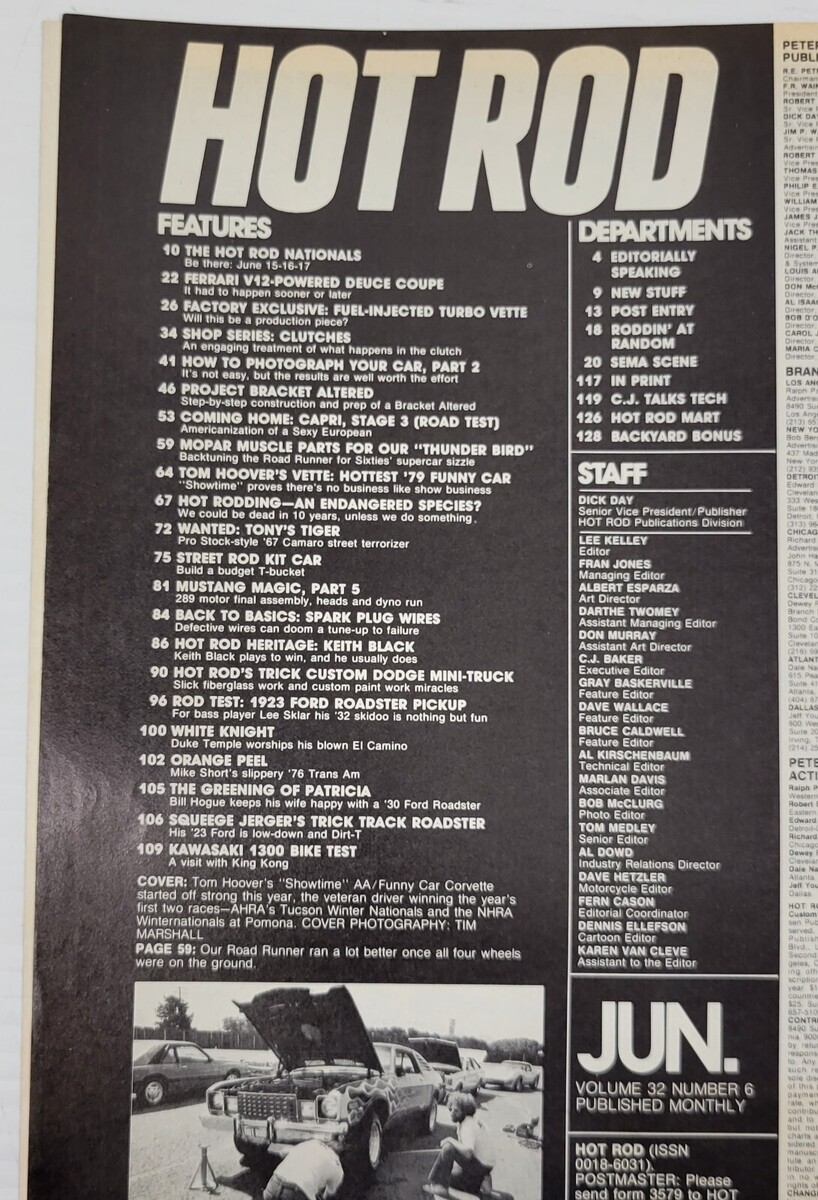 HOT ROD
FEATURES
10 THE HOT ROD NATIONALS
Be there: June 15-16-17
22 FERRARI V12-POWERED DEUCE COUPE
It had to happen sooner or later
26 FACTORY EXCLUSIVE: FUEL-INJECTED TURBO VETTE
Will this be a production piece?
34 SHOP SERIES: CLUTCHES
An engaging treatment of what happens in the clutch
41 HOW TO PHOTOGRAPH YOUR CAR, PART 2
It's not easy, but the results are well worth the effort
46 PROJECT BRACKET ALTERED
Step-by-step construction and prep of a Bracket Altered
53 COMING HOME: CAPRI, STAGE 3 (ROAD TEST)
Americanization of a Sexy European
59 MOPAR MUSCLE PARTS FOR OUR "THUNDER BIRD"
Backtuning the Road Runner for Sixties' supercar sizzle
64 TOM HOOVER'S VETTE: HOTTEST '79 FUNNY CAR
"Showtime" proves there's no business like show business
67 HOT RODDING—AN ENDANGERED SPECIES?
We could be dead in 10 years, unless we do something.
72 WANTED: TONY'S TIGER
Pro Stock-style '67 Camaro street terrorizer
75 STREET ROD KIT CAR
Build a budget T-bucket
81 MUSTANG MAGIC, PART 5
289 motor final assembly, heads and dyno run
84 BACK TO BASICS: SPARK PLUG WIRES
Defective wires can doom a tune-up to failure
86 HOT ROD HERITAGE: KEITH BLACK
Keith Black plays to win, and he usually does
90 HOT ROD'S TRICK CUSTOM DODGE MINI-TRUCK
Slick fiberglass work and custom paint work miracles
96 ROD TEST: 1923 FORD ROADSTER PICKUP
For bass player Lee Sklar his '32 skidoo is nothing but fun
100 WHITE KNIGHT
Duke Temple worships his blown El Camino
102 ORANGE PEEL
Mike Short's slippery '76 Trans Am
105 THE GREENING OF PATRICIA
Bill Hogue keeps his wife happy with a '30 Ford Roadster
106 SQUEEGE JERGER'S TRICK TRACK ROADSTER
His '23 Ford is low-down and Dirt-T
109 KAWASAKI 1300 BIKE TEST
A visit with King Kong
COVER: Tom Hoover's "Showtime" AA/Funny Car Corvette
started off strong this year, the veteran driver winning the year's
first two races—AHRA's Tucson Winter Nationals and the NHRA
Winternationals at Pomona. COVER PHOTOGRAPHY: TIM
MARSHALL
PAGE 59: Our Road Runner ran a lot better once all four wheels
were on the ground.
DEPARTMENTS
4 EDITORIALLY
SPEAKING
9 NEW STUFF
13 POST ENTRY
18 RODDIN' AT
RANDOM
20 SEMA SCENE
117 IN PRINT
119 C.J. TALKS TECH
126 HOT ROD MART
128 BACKYARD BONUS
STAFF
DICK DAY
Senior Vice President/Publisher
HOT ROD Publications Division
LEE KELLEY
Editor
FRAN JONES
Managing Editor
ALBERT ESPARZA
Art Director
DARTHE TWOMEY
Assistant Managing Editor
DON MURRAY
Assistant Art Director
C.J. BAKER
Executive Editor
GRAY BASKERVILLE
Feature Editor
DAVE WALLACE
Feature Editor
BRUCE CALDWELL
Feature Editor
AL KIRSCHENBAUM
Technical Editor
MARLAN DAVIS
Associate Editor
BOB McCLURG
Photo Editor
TOM MEDLEY
Senior Editor
AL DOWD
Industry Relations Director
DAVE HETZLER
Motorcycle Editor
FERN CASON
Editorial Coordinator
DENNIS ELLEFSON
Cartoon Editor
KAREN VAN CLEVE
Assistant to the Editor
JUN.
VOLUME 32 NUMBER 6
PUBLISHED MONTHLY
HOT ROD (ISSN
0018-6031).
POSTMASTER: Please
send form 3579 to HOT